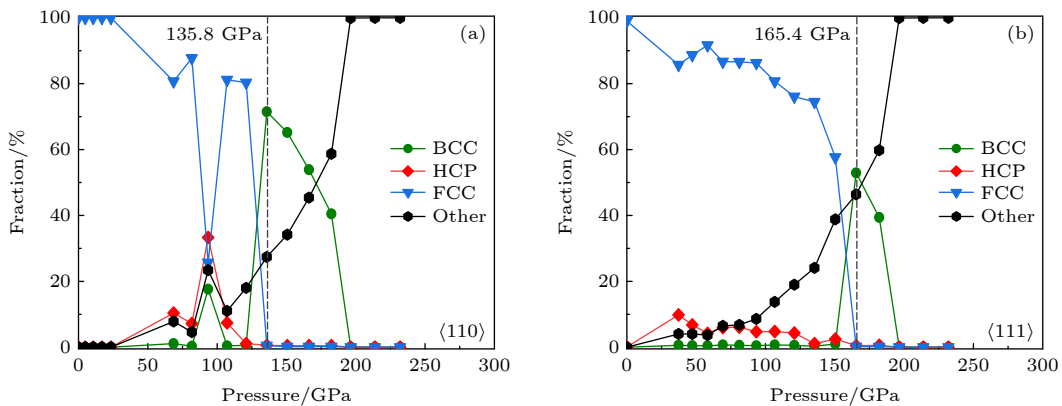 100
80
60
40
20
0
Fraction/%
135.8 GPa
(a)
BCC
HCP
FCC
Other
⟨110⟩
0
50
100
150
200
250
300
Pressure/GPa
100
80
60
40
20
0
Fraction/%
165.4 GPa
(b)
BCC
HCP
FCC
Other
⟨111⟩
0
50
100
150
200
250
300
Pressure/GPa